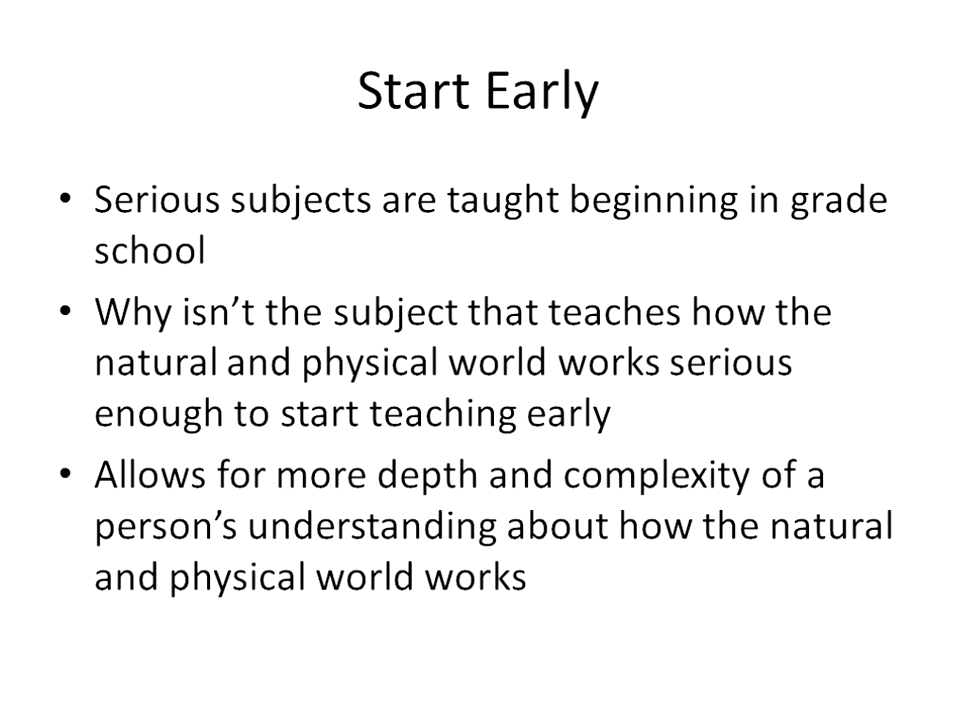 Start Early
• Serious subjects are taught beginning in grade
school
• Why isn’t the subject that teaches how the
natural and physical world works serious
enough to start teaching early
• Allows for more depth and complexity of a
person’s understanding about how the natural
and physical world works